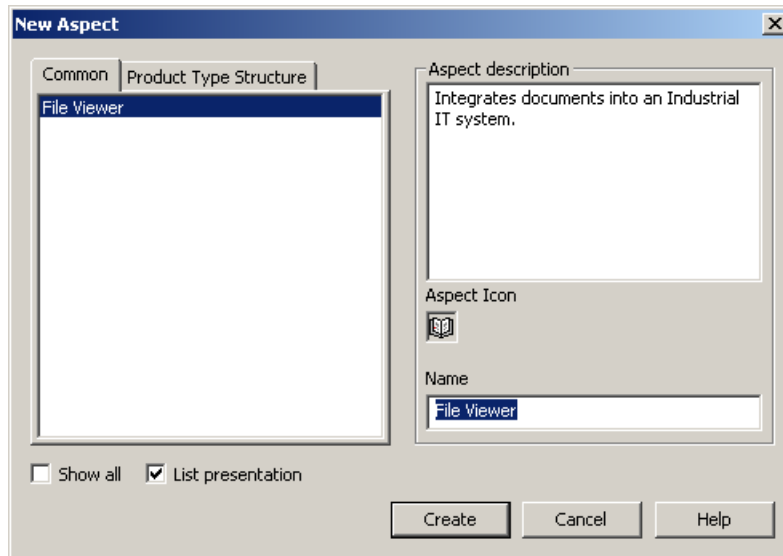 New Aspect
Common
Product Type Structure
File Viewer
Aspect description
Integrates documents into an Industrial
IT system.
Aspect Icon
Name
File Viewer
Show all
List presentation
Create
Cancel
Help